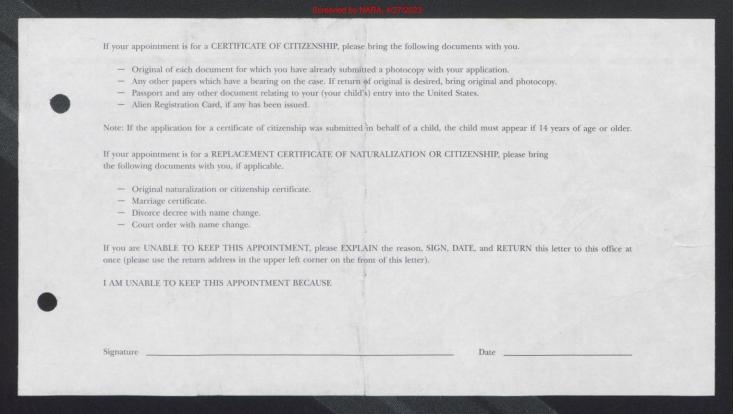 Screened by NARA, 4/27/2023
If your appointment is for a CERTIFICATE OF CITIZENSHIP, please bring the following documents with you.
— Original of each document for which you have already submitted a photocopy with your application.
— Any other papers which have a bearing on the case. If return of original is desired, bring original and photocopy.
— Passport and any other document relating to your (your child's) entry into the United States.
— Alien Registration Card, if any has been issued.
Note: If the application for a certificate of citizenship was submitted in behalf of a child, the child must appear if 14 years of age or older.
If your appointment is for a REPLACEMENT CERTIFICATE OF NATURALIZATION OR CITIZENSHIP, please bring
the following documents with you, if applicable.
— Original naturalization or citizenship certificate.
— Marriage certificate.
— Divorce decree with name change.
— Court order with name change.
If you are UNABLE TO KEEP THIS APPOINTMENT, please EXPLAIN the reason, SIGN, DATE, and RETURN this letter to this office at
once (please use the return address in the upper left corner on the front of this letter).
I AM UNABLE TO KEEP THIS APPOINTMENT BECAUSE
Signature Date